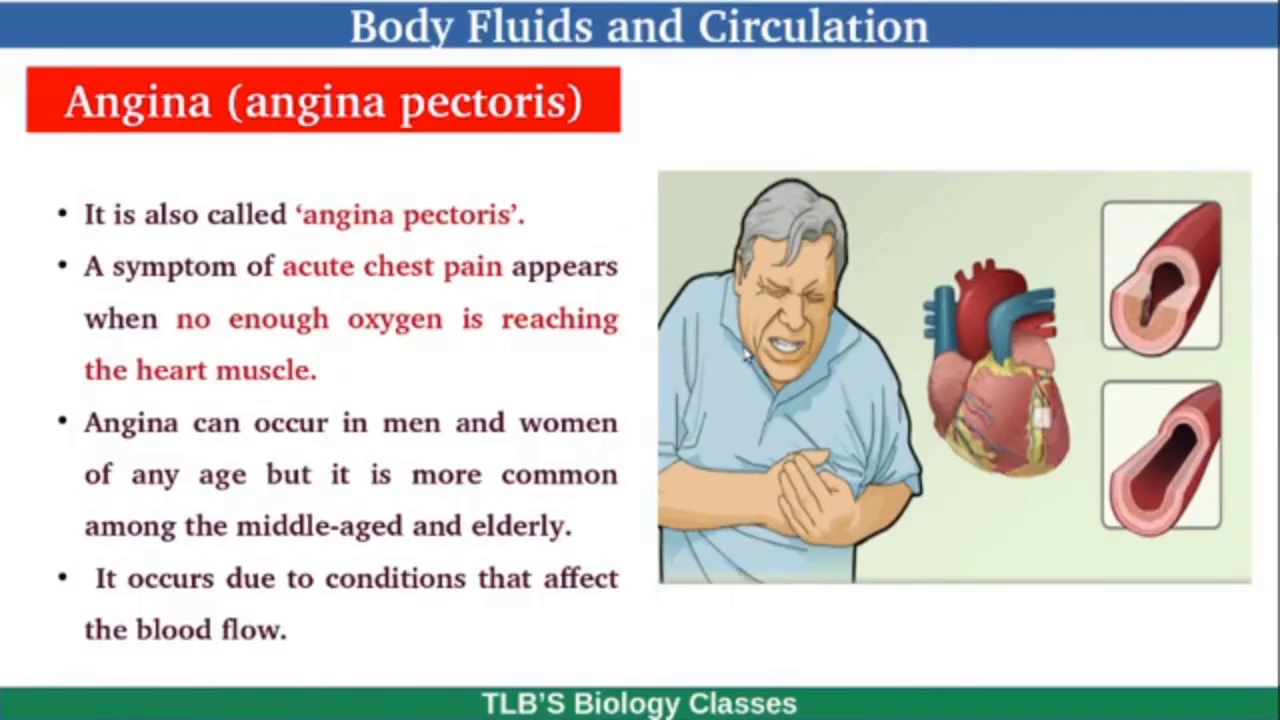 Body Fluids and Circulation
Angina (angina pectoris)
• It is also called ‘angina pectoris’.
• A symptom of acute chest pain appears
when no enough oxygen is reaching
the heart muscle.
• Angina can occur in men and women
of any age but it is more common
among the middle-aged and elderly.
• It occurs due to conditions that affect
the blood flow.
TLB’S Biology Classes